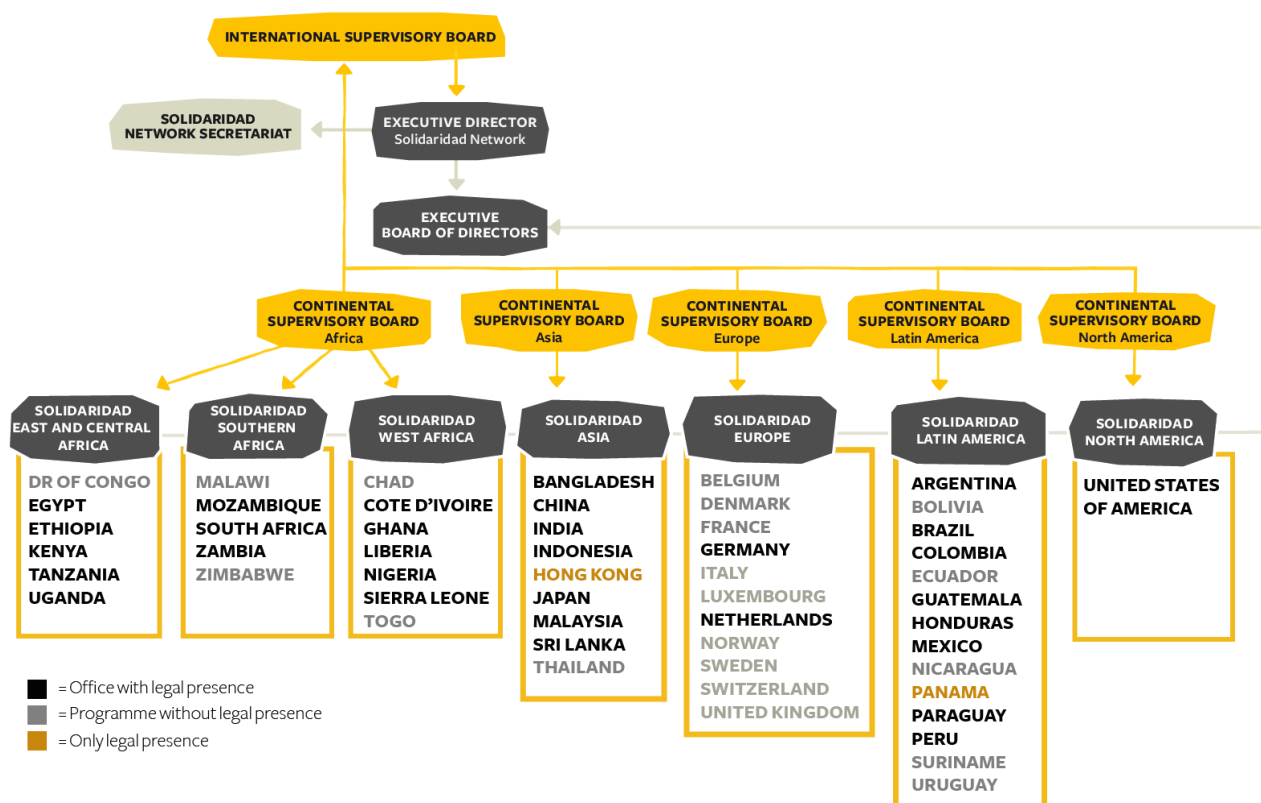 INTERNATIONAL SUPERVISORY BOARD
SOLIDARIDAD
NETWORK SECRETARIAT
EXECUTIVE DIRECTOR
Solidaridad Network
EXECUTIVE
BOARD OF DIRECTORS
CONTINENTAL
SUPERVISORY BOARD
Africa
CONTINENTAL
SUPERVISORY BOARD
Asia
CONTINENTAL
SUPERVISORY BOARD
Europe
CONTINENTAL
SUPERVISORY BOARD
Latin America
CONTINENTAL
SUPERVISORY BOARD
North America
SOLIDARIDAD
EAST AND CENTRAL
AFRICA
DR OF CONGO
EGYPT
ETHIOPIA
KENYA
TANZANIA
UGANDA
SOLIDARIDAD
SOUTHERN
AFRICA
MALAWI
MOZAMBIQUE
SOUTH AFRICA
ZAMBIA
ZIMBABWE
SOLIDARIDAD
WEST AFRICA
CHAD
COTE D'IVOIRE
GHANA
LIBERIA
NIGERIA
SIERRA LEONE
TOGO
SOLIDARIDAD
ASIA
BANGLADESH
CHINA
INDIA
INDONESIA
HONG KONG
JAPAN
MALAYSIA
SRI LANKA
THAILAND
SOLIDARIDAD
EUROPE
BELGIUM
DENMARK
FRANCE
GERMANY
ITALY
LUXEMBOURG
NETHERLANDS
NORWAY
SWEDEN
SWITZERLAND
UNITED KINGDOM
SOLIDARIDAD
LATIN AMERICA
ARGENTINA
BOLIVIA
BRAZIL
COLOMBIA
ECUADOR
GUATEMALA
HONDURAS
MEXICO
NICARAGUA
PANAMA
PARAGUAY
PERU
SURINAME
URUGUAY
SOLIDARIDAD
NORTH AMERICA
UNITED STATES
OF AMERICA
= Office with legal presence
= Programme without legal presence
= Only legal presence